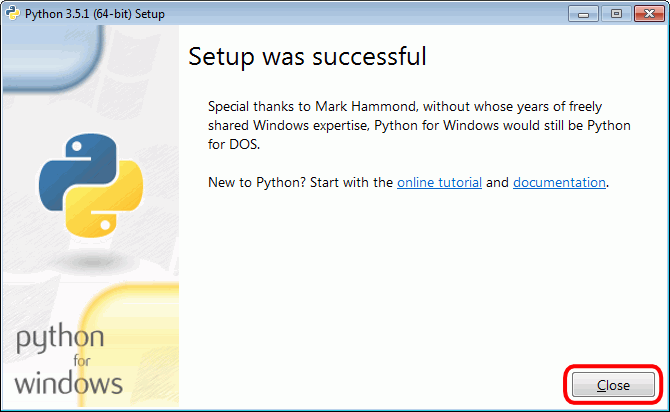 Python 3.5.1 (64-bit) Setup
Setup was successful
Special thanks to Mark Hammond, without whose years of freely
shared Windows expertise, Python for Windows would still be Python
for DOS.
New to Python? Start with the online tutorial and documentation.
python
for
windows
Close